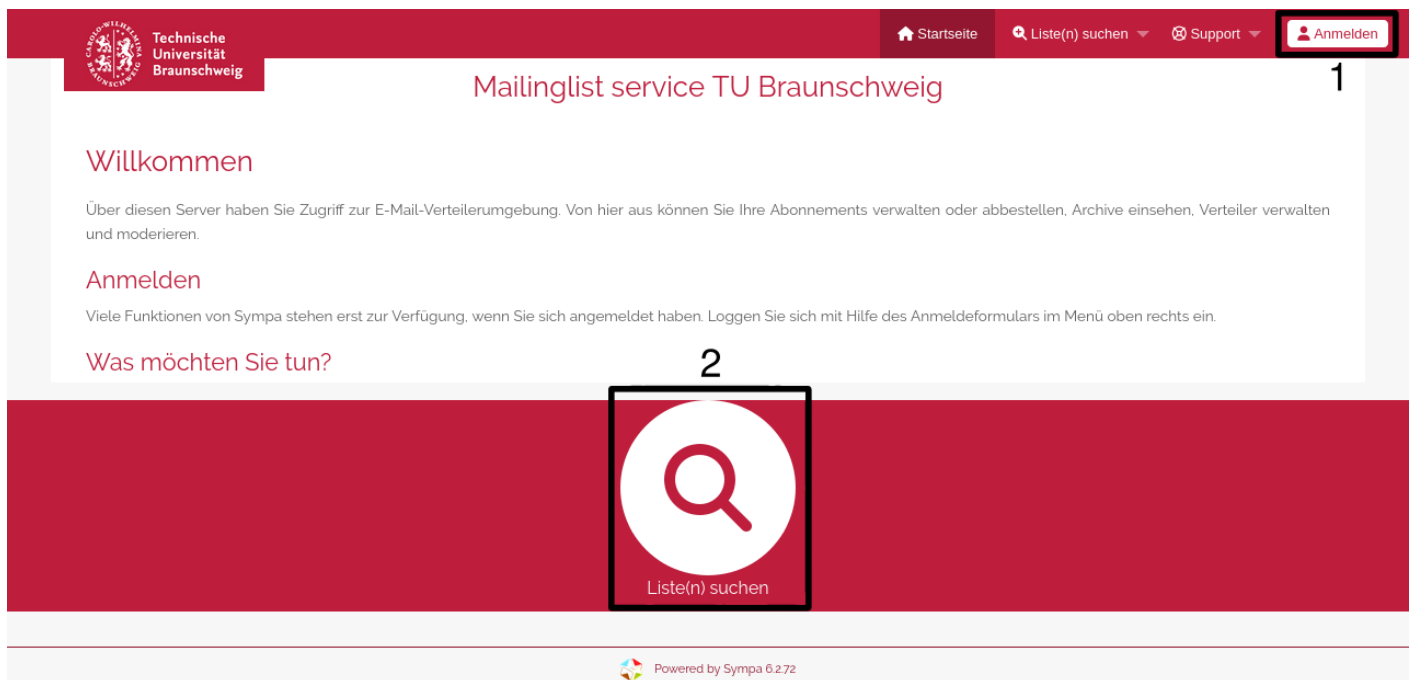 CAROLO-WILHELMINA
BRAUNSCHWEIG
Technische
Universität
Braunschweig
Startseite
Liste(n) suchen
Support
Anmelden
1
Mailinglist service TU Braunschweig
Willkommen
Über diesen Server haben Sie Zugriff zur E-Mail-Verteilerumgebung. Von hier aus können Sie Ihre Abonnements verwalten oder abbestellen, Archive einsehen, Verteiler verwalten
und moderieren.
Anmelden
Viele Funktionen von Sympa stehen erst zur Verfügung, wenn Sie sich angemeldet haben. Loggen Sie sich mit Hilfe des Anmeldeformulars im Menü oben rechts ein.
Was möchten Sie tun?
2
Liste(n) suchen
Powered by Sympa 6.2.72